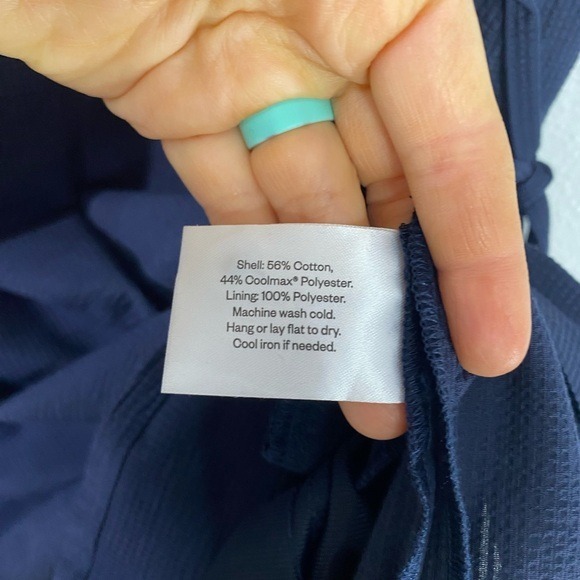 Shell: 56% Cotton,
44% Coolmax® Polyester.
Lining: 100% Polyester.
Machine wash cold.
Hang or lay flat to dry.
Cool iron if needed.